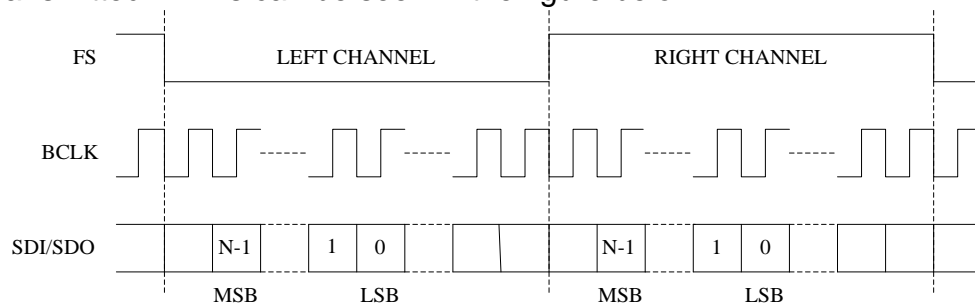 FS
LEFT CHANNEL
RIGHT CHANNEL
BCLK
SDI/SDO
N-1
1
0
N-1
1
0
MSB
LSB
MSB
LSB